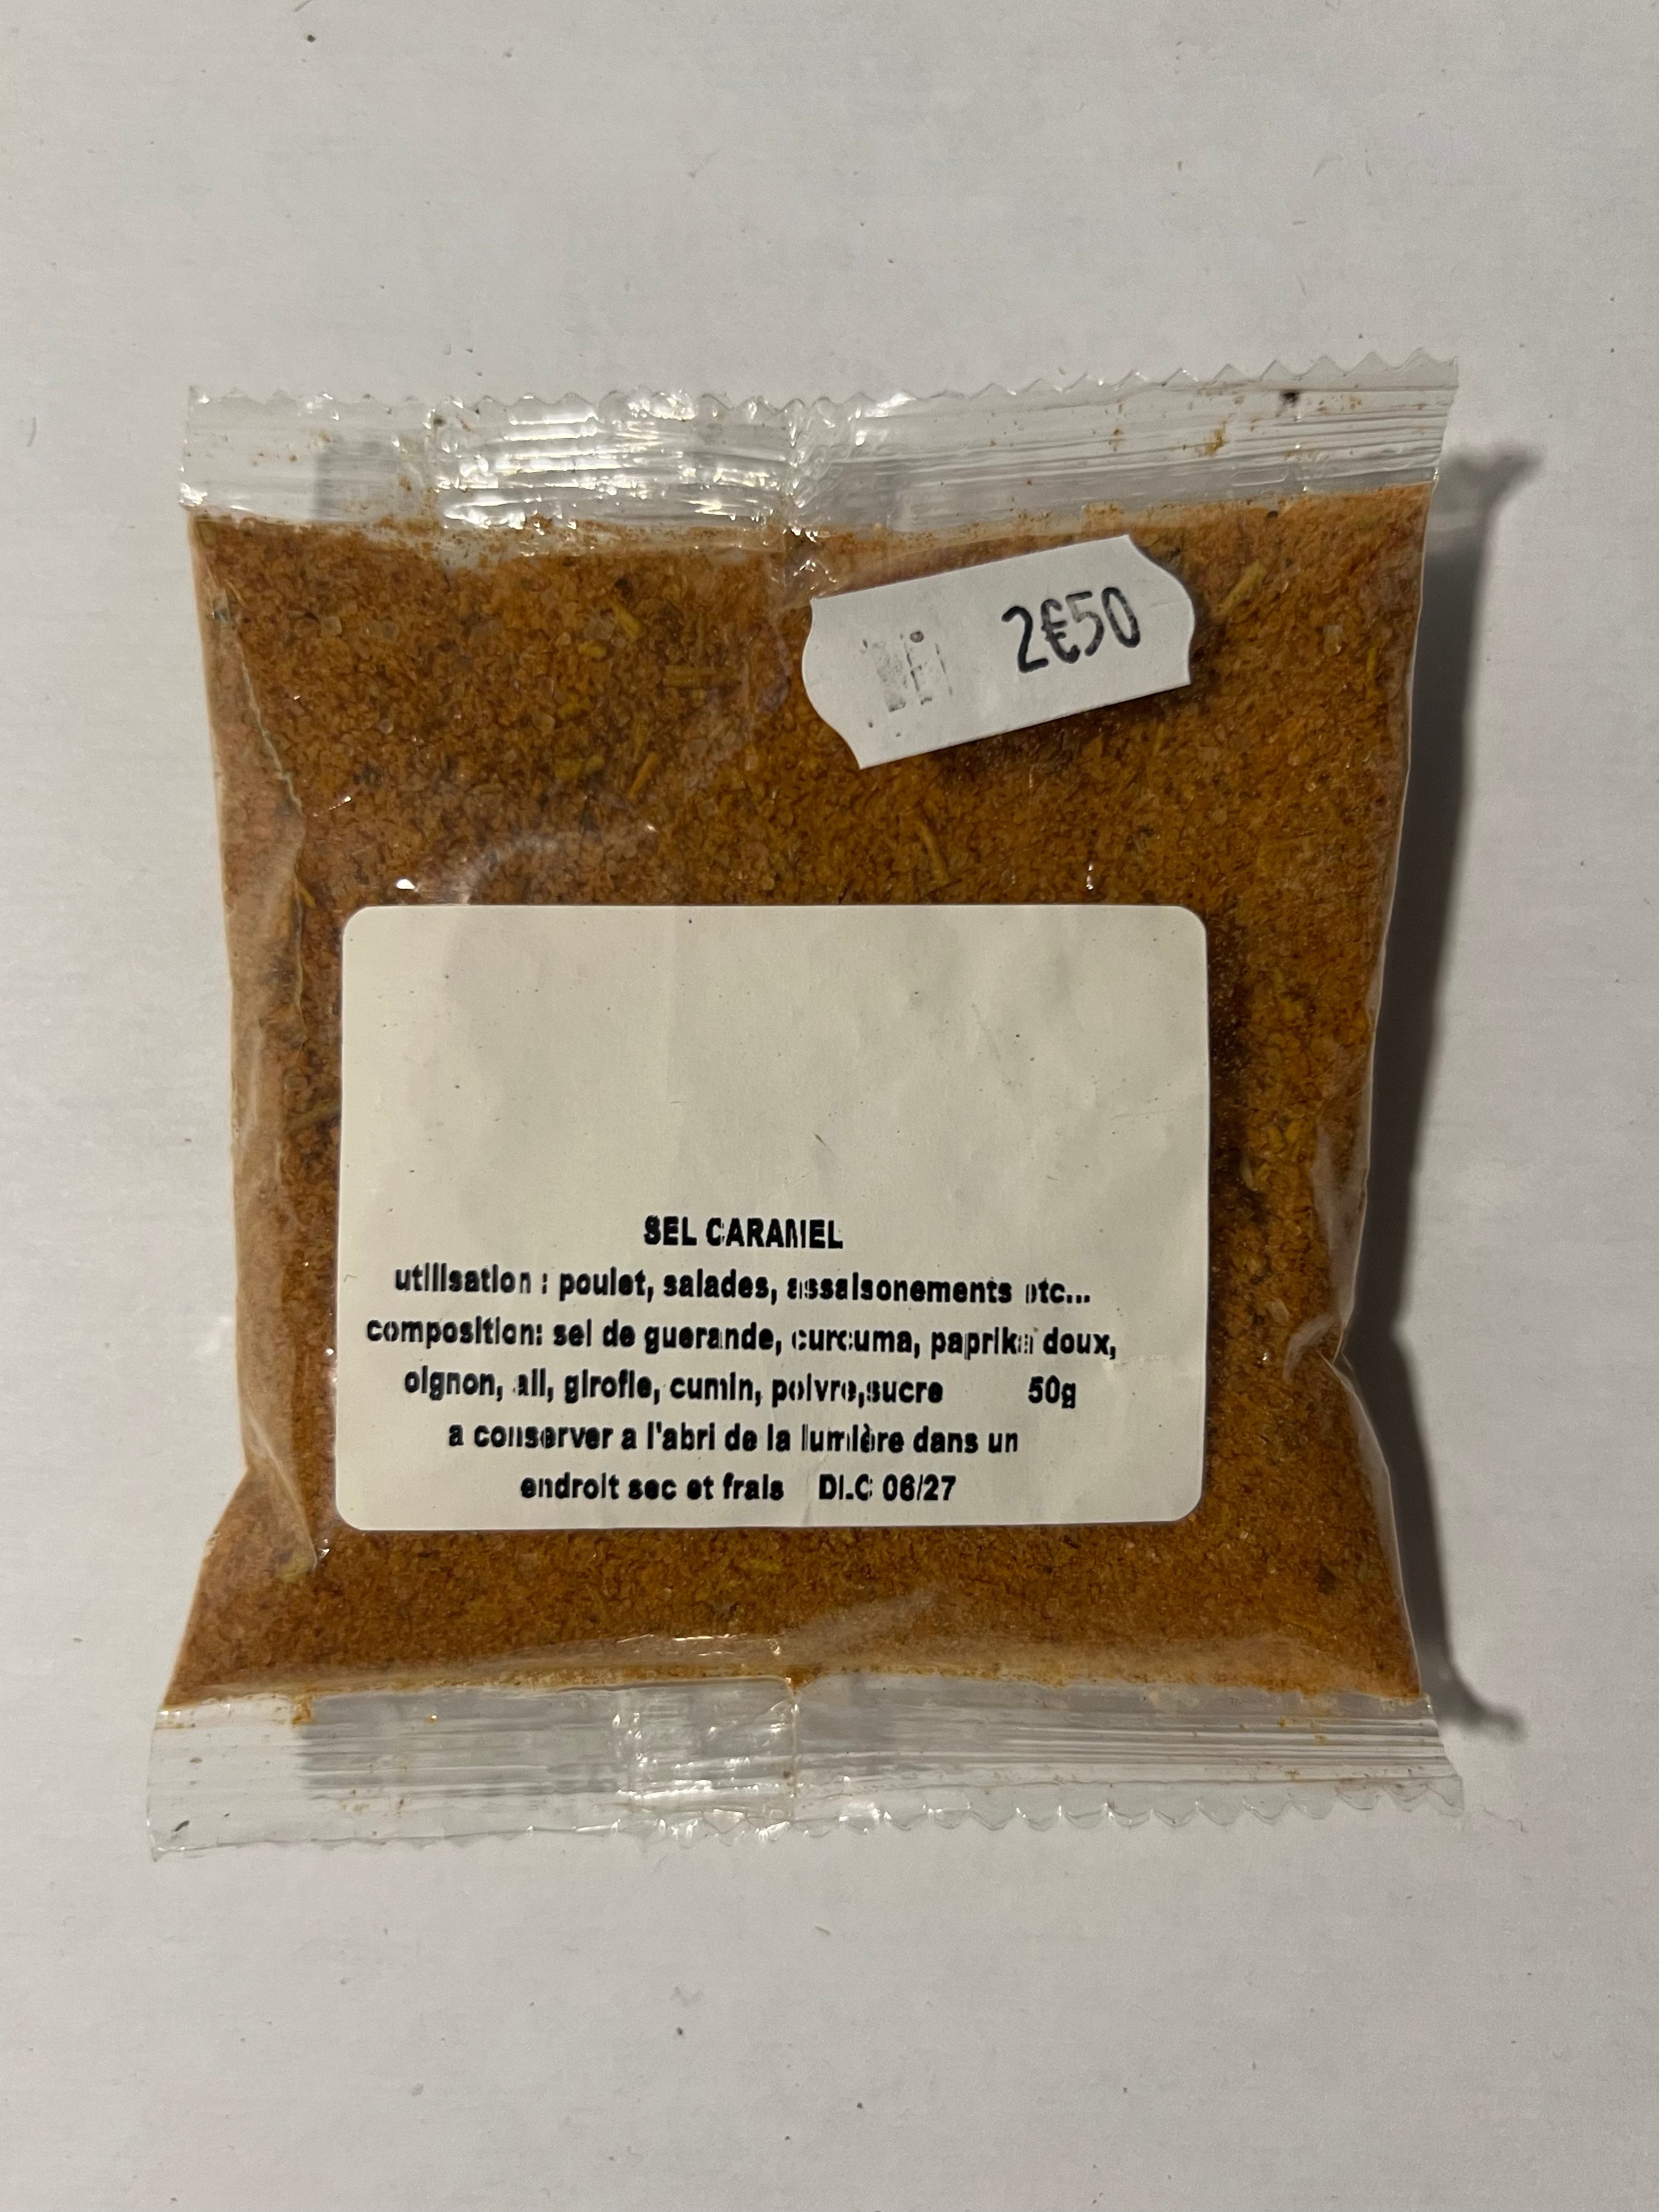 2€50
SEL CARAMEL
utilisation : poulet, salades, assaisonements etc...
composition: sel de guerande, curcuma, paprika doux,
oignon, ail, girofle, cumin, poivre,sucre 50g
a conserver a l'abri de la lumière dans un
endroit sec et frais DLC 06/27